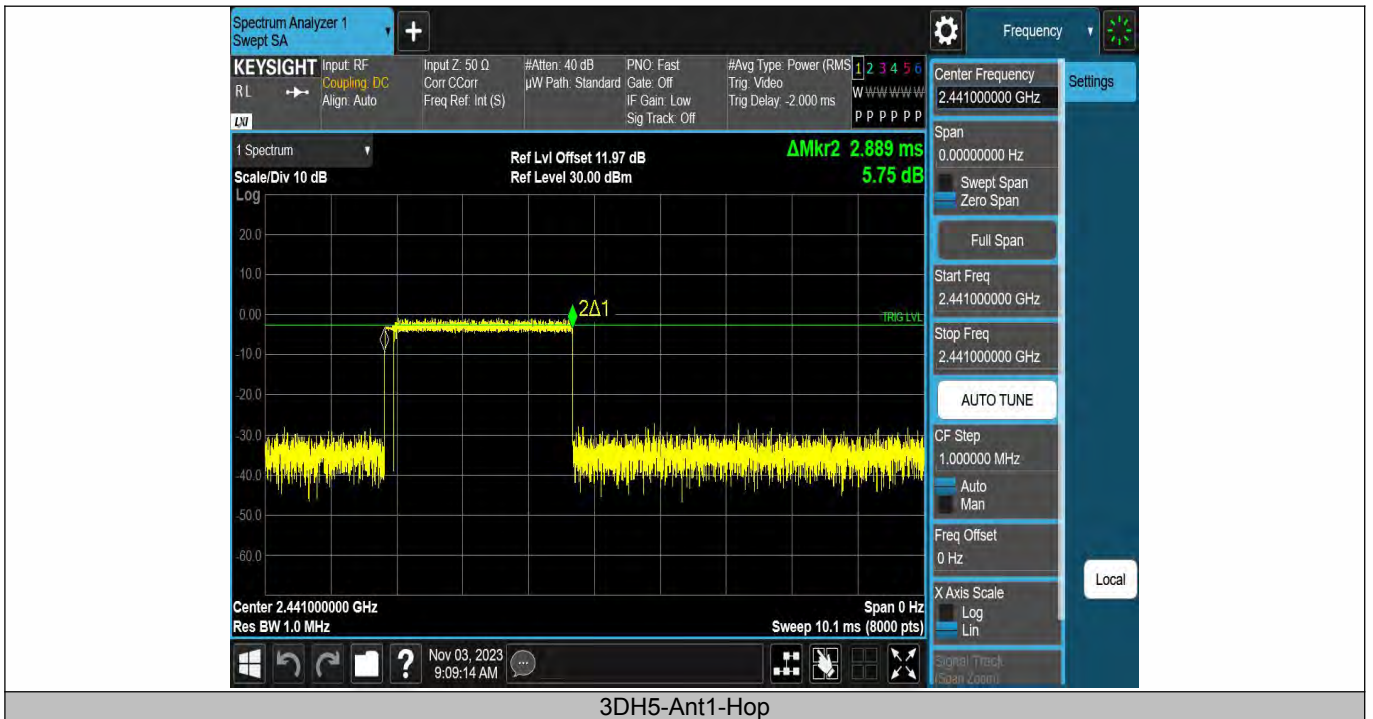 Spectrum Analyzer 1
Swept SA
+
Frequency
KEYSIGHT Input: RF
RL Coupling: DC
Align: Auto
LXI
Input Z: 50 Ω
Corr CCorr
Freq Ref: Int (S)
#Atten: 40 dB
µW Path: Standard
PNO: Fast
Gate: Off
IF Gain: Low
Sig Track: Off
#Avg Type: Power (RMS
Trig: Video
Trig Delay: -2.000 ms
1 2 3 4 5 6
W W W W W W
P P P P P P
Center Frequency
2.441000000 GHz
Settings
1 Spectrum
Scale/Div 10 dB
Ref Lvl Offset 11.97 dB
Ref Level 30.00 dBm
ΔMkr2 2.889 ms
5.75 dB
Log
20.0
10.0
0.00
-10.0
-20.0
-30.0
-40.0
-50.0
-60.0
2Δ1
TRIG LVL
Center 2.441000000 GHz
Res BW 1.0 MHz
Span 0 Hz
Sweep 10.1 ms (8000 pts)
Span
0.00000000 Hz
Swept Span
Zero Span
Full Span
Start Freq
2.441000000 GHz
Stop Freq
2.441000000 GHz
AUTO TUNE
CF Step
1.000000 MHz
Auto
Man
Freq Offset
0 Hz
X Axis Scale
Log
Lin
Signal Track
(Span Zoom)
Local
?
Nov 03, 2023
9:09:14 AM
3DH5-Ant1-Hop